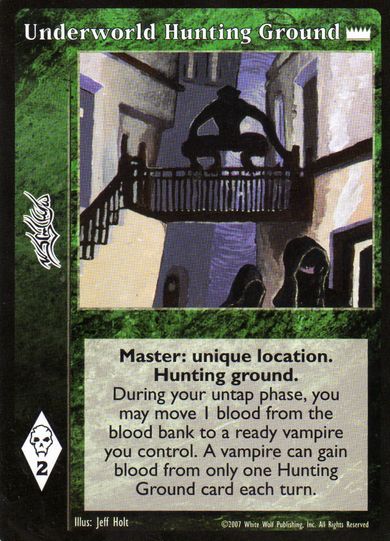 Underworld Hunting Ground
Master: unique location.
Hunting ground.
During your untap phase, you
may move 1 blood from the
blood bank to a ready vampire
you control. A vampire can gain
blood from only one Hunting
Ground card each turn.
2
Illus: Jeff Holt
©2007 White Wolf Publishing, Inc. All Rights Reserved